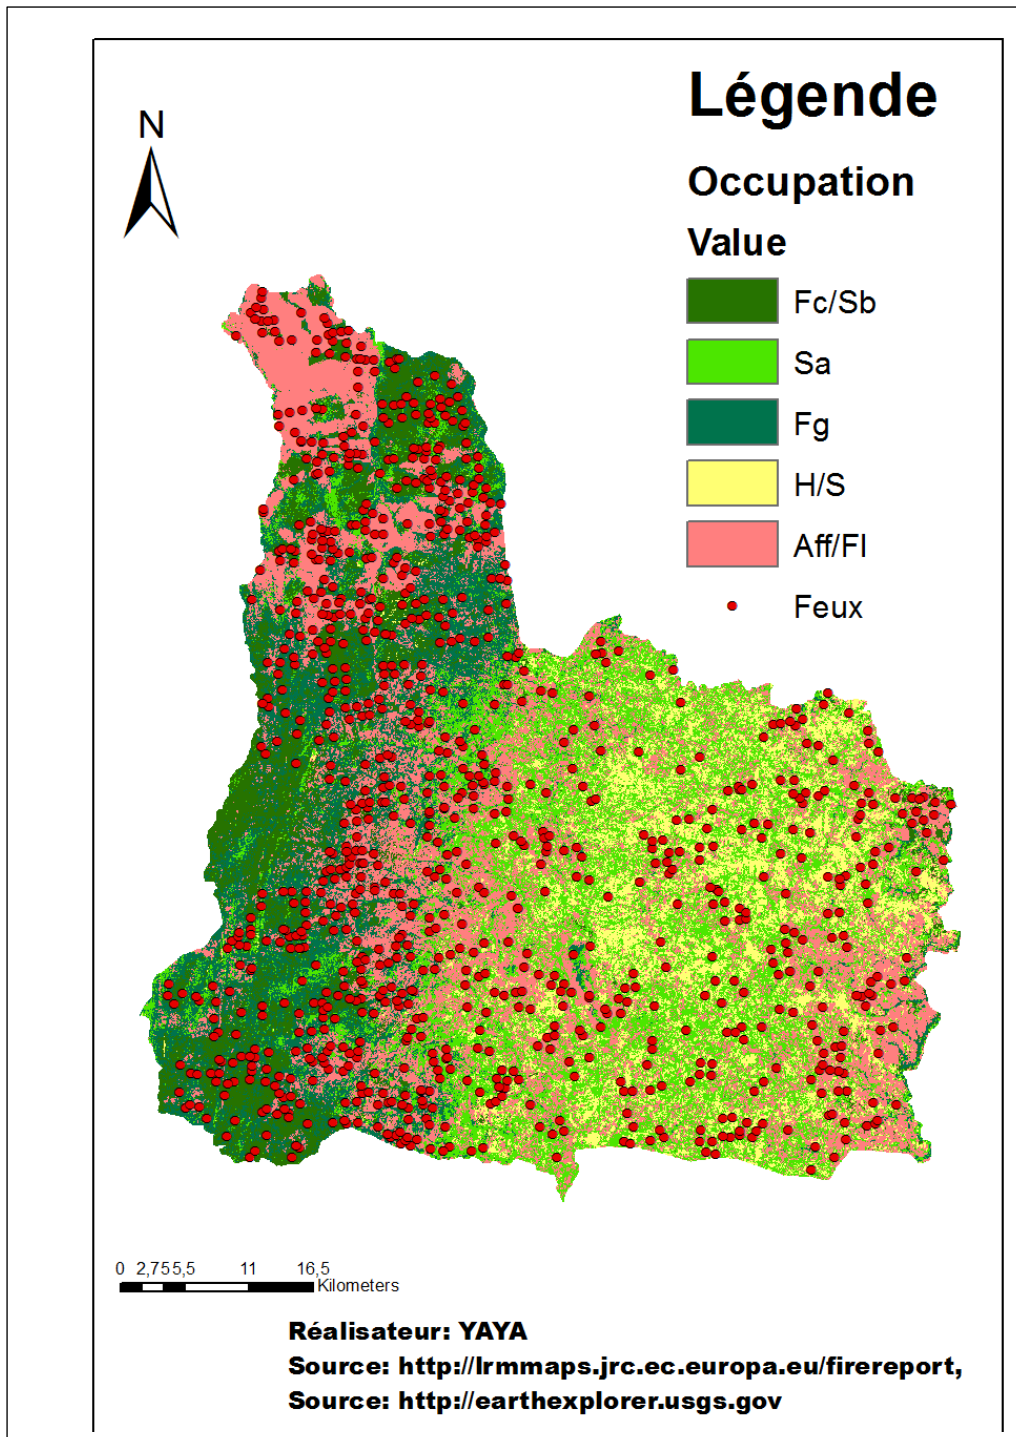 Légende
N
Occupation
Value
Fc/Sb
Sa
Fg
H/S
Aff/Fl
Feux
0 2,75 5,5 11 16,5
Kilometers
Réalisateur: YAYA
Source: http://lrmmaps.jrc.ec.europa.eu/firereport,
Source: http://earthexplorer.usgs.gov